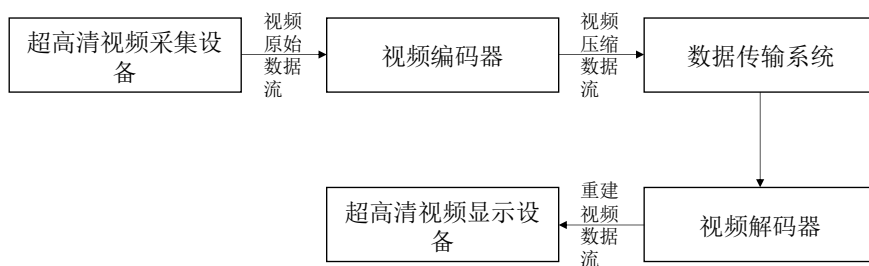 超高清视频采集设
备
视频
原始
数据
流
视频编码器
视频
压缩
数据
流
数据传输系统
超高清视频显示设
备
重建
视频
数据
流
视频解码器